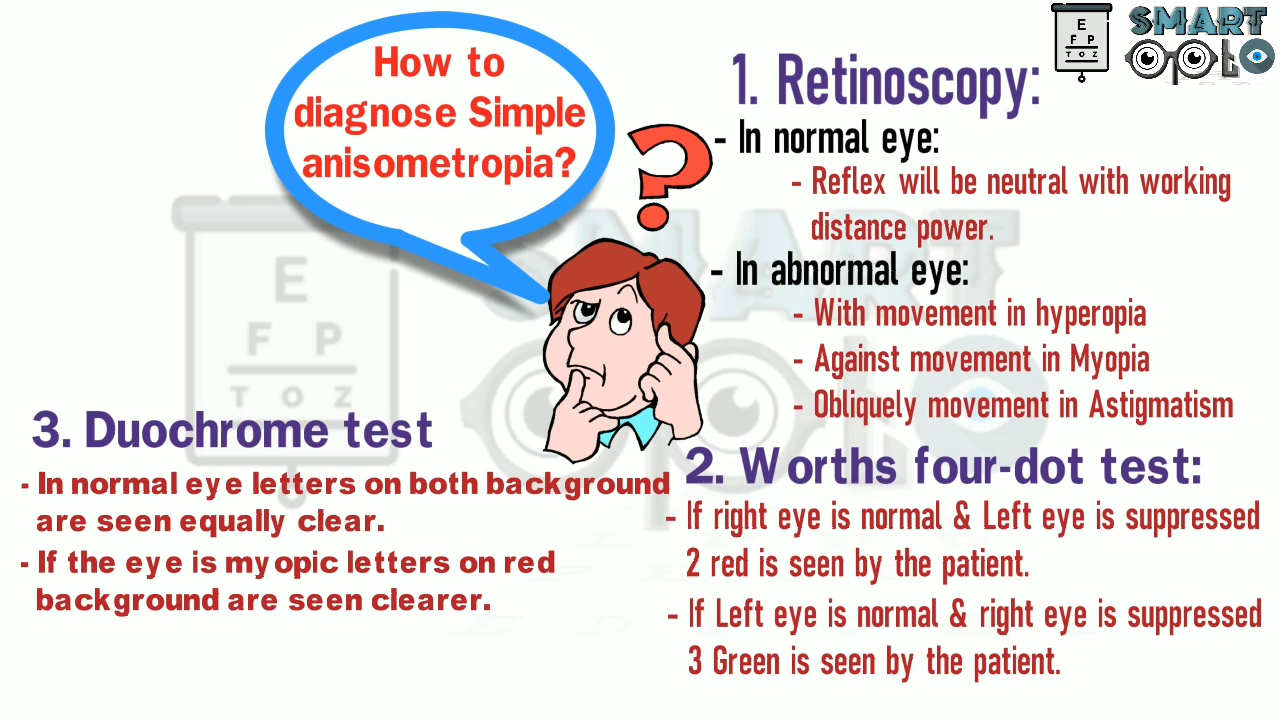 How to
diagnose Simple
anisometropia?
1. Retinoscopy:
- In normal eye:
- Reflex will be neutral with working
distance power.
- In abnormal eye:
- With movement in hyperopia
- Against movement in Myopia
- Obliquely movement in Astigmatism
2. Worths four-dot test:
- If right eye is normal & Left eye is suppressed
2 red is seen by the patient.
- If Left eye is normal & right eye is suppressed
3 Green is seen by the patient.
3. Duochrome test
- In normal eye letters on both background
are seen equally clear.
- If the eye is myopic letters on red
background are seen clearer.
E
F P
T O Z
SMART
opto
E
F P
T O Z
SMART